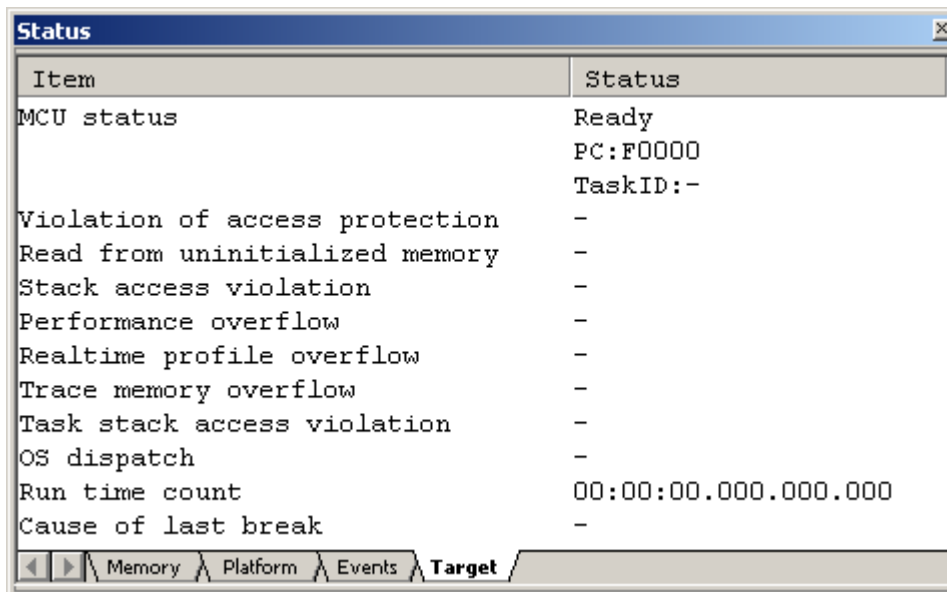 Status
Item Status
MCU status Ready
PC:F0000
TaskID:-
Violation of access protection -
Read from uninitialized memory -
Stack access violation -
Performance overflow -
Realtime profile overflow -
Trace memory overflow -
Task stack access violation -
OS dispatch -
Run time count 00:00:00.000.000.000
Cause of last break -
Memory Platform Events Target